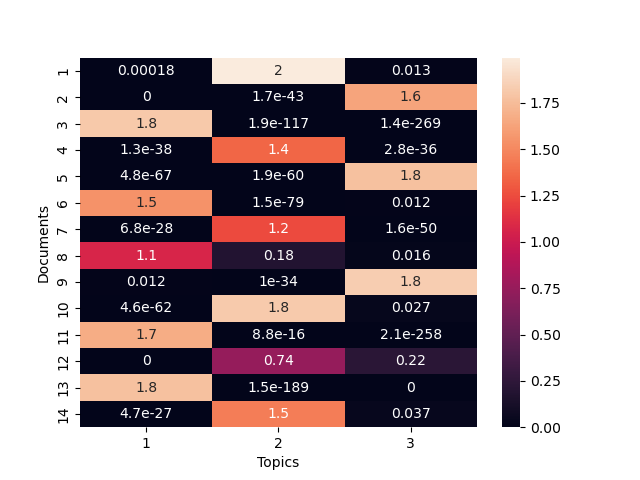 1 0.00018 2 0.013
2 0 1.7e-43 1.6
3 1.8 1.9e-117 1.4e-269
4 1.3e-38 1.4 2.8e-36
5 4.8e-67 1.9e-60 1.8
6 1.5 1.5e-79 0.012
7 6.8e-28 1.2 1.6e-50
8 1.1 0.18 0.016
9 0.012 1e-34 1.8
10 4.6e-62 1.8 0.027
11 1.7 8.8e-16 2.1e-258
12 0 0.74 0.22
13 1.8 1.5e-189 0
14 4.7e-27 1.5 0.037
Documents
1 2 3
Topics
1.75
1.50
1.25
1.00
0.75
0.50
0.25
0.00